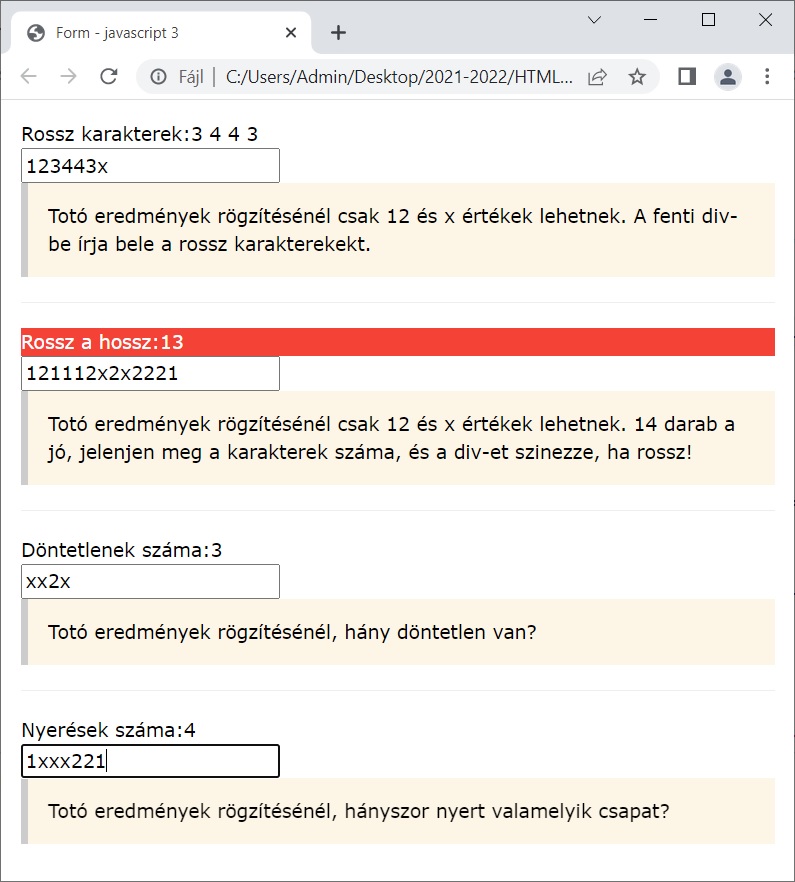 Form - javascript 3
Fájl | C:/Users/Admin/Desktop/2021-2022/HTML...
Rossz karakterek:3 4 4 3
123443x
Totó eredmények rögzítésénél csak 12 és x értékek lehetnek. A fenti div-
be írja bele a rossz karakterekekt.
Rossz a hossz:13
121112x2x2221
Totó eredmények rögzítésénél csak 12 és x értékek lehetnek. 14 darab a
jó, jelenjen meg a karakterek száma, és a div-et szinezze, ha rossz!
Döntetlenek száma:3
xx2x
Totó eredmények rögzítésénél, hány döntetlen van?
Nyerések száma:4
1xxx221
Totó eredmények rögzítésénél, hányszor nyert valamelyik csapat?